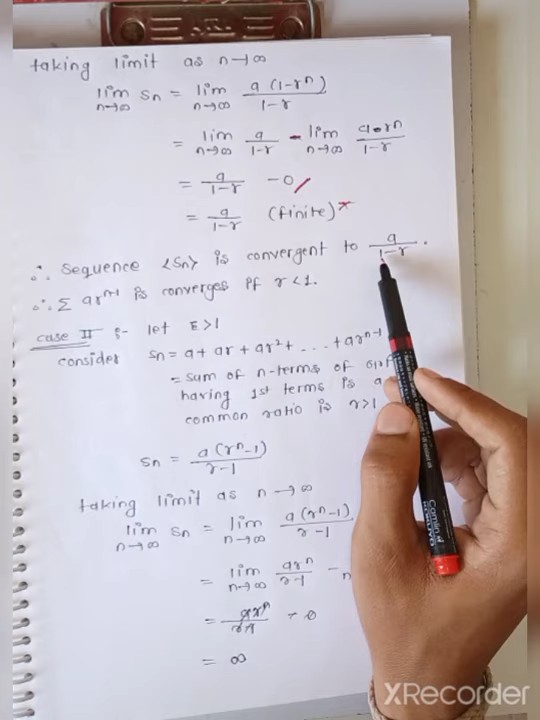 taking limit as n→∞
lim n→∞ Sn = lim n→∞ a(1-rⁿ)/1-r
= lim n→∞ a/1-r - lim n→∞ a.rⁿ/1-r
= a/1-r - 0
= a/1-r (finite)
∴ Sequence <Sn> is convergent to a/1-r.
∴ Σ arⁿ⁻¹ is converges if r<1.
case II :- let r>1
consider Sn = a + ar + ar² + ... + arⁿ⁻¹
= sum of n-terms of
having 1st terms is a
common ratio is r>1
Sn = a(rⁿ-1)/r-1
taking limit as n→∞
lim n→∞ Sn = lim n→∞ a(rⁿ-1)/r-1
= lim n→∞ arⁿ/r-1 -
=
= ∞
Camlin
KOKUYO
XRecorder